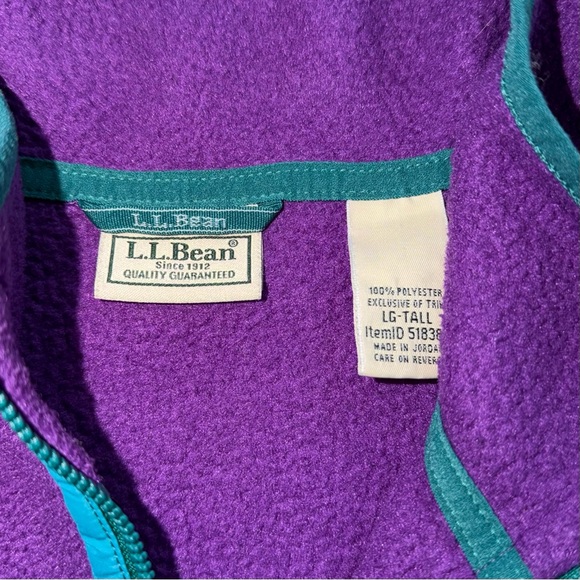 L.L.Bean
L.L.Bean®
Since 1912
QUALITY GUARANTEED
100% POLYESTER
EXCLUSIVE OF TRIM
LG-TALL
ItemID 51838
MADE IN JORDA
CARE ON REVERS